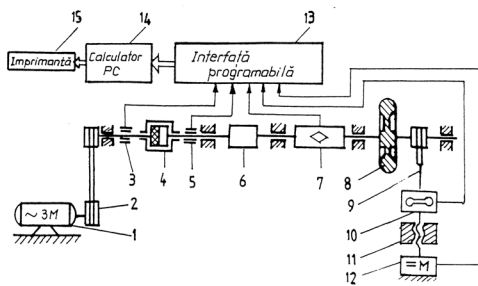 15
14
13
Imprimantă
Calculator
PC
Interfață
programabilă
3
4
5
6
7
8
9
10
11
12
= M
~ 3M
2
1